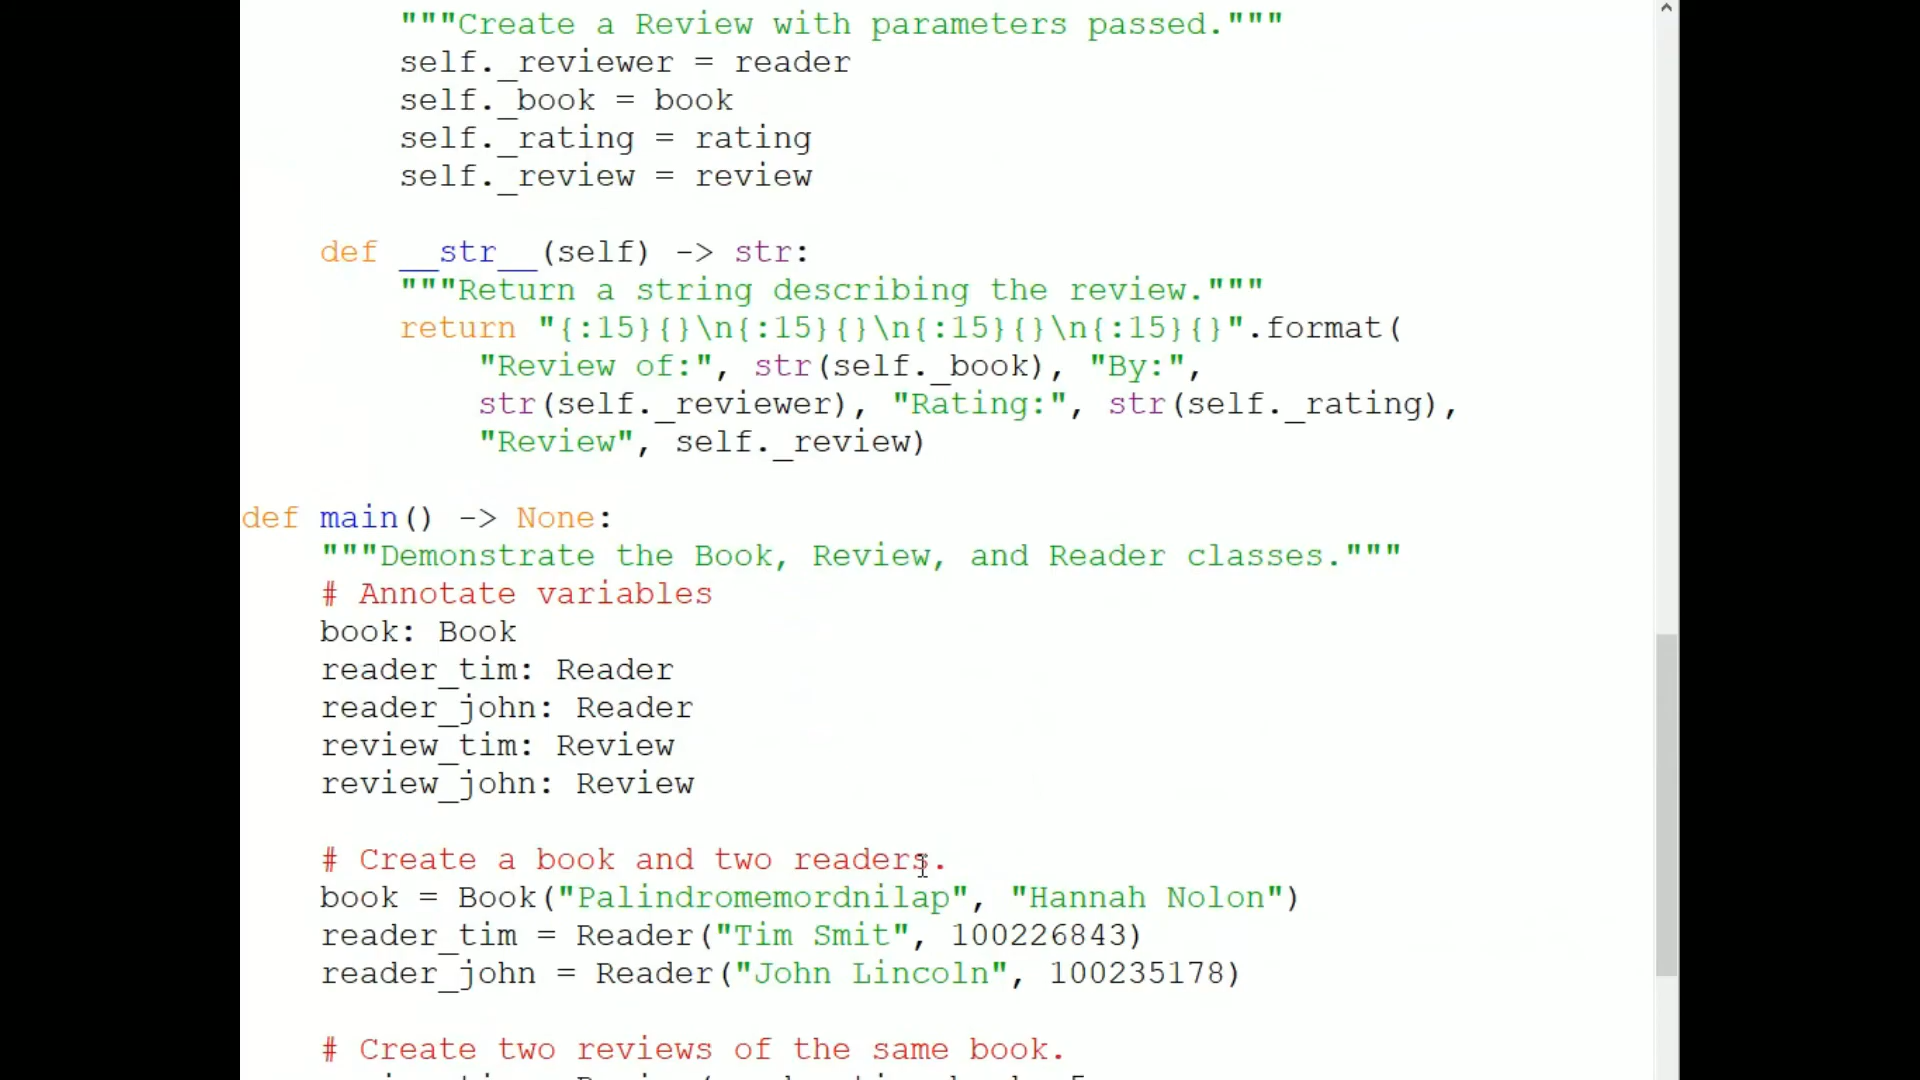 """Create a Review with parameters passed."""
self._reviewer = reader
self._book = book
self._rating = rating
self._review = review
def __str__(self) -> str:
"""Return a string describing the review."""
return "{:15}{}\n{:15}{}\n{:15}{}\n{:15}{}".format(
"Review of:", str(self._book), "By:",
str(self._reviewer), "Rating:", str(self._rating),
"Review", self._review)
def main() -> None:
"""Demonstrate the Book, Review, and Reader classes."""
# Annotate variables
book: Book
reader_tim: Reader
reader_john: Reader
review_tim: Review
review_john: Review
# Create a book and two readers.
book = Book("Palindromemordnilap", "Hannah Nolon")
reader_tim = Reader("Tim Smit", 100226843)
reader_john = Reader("John Lincoln", 100235178)
# Create two reviews of the same book.